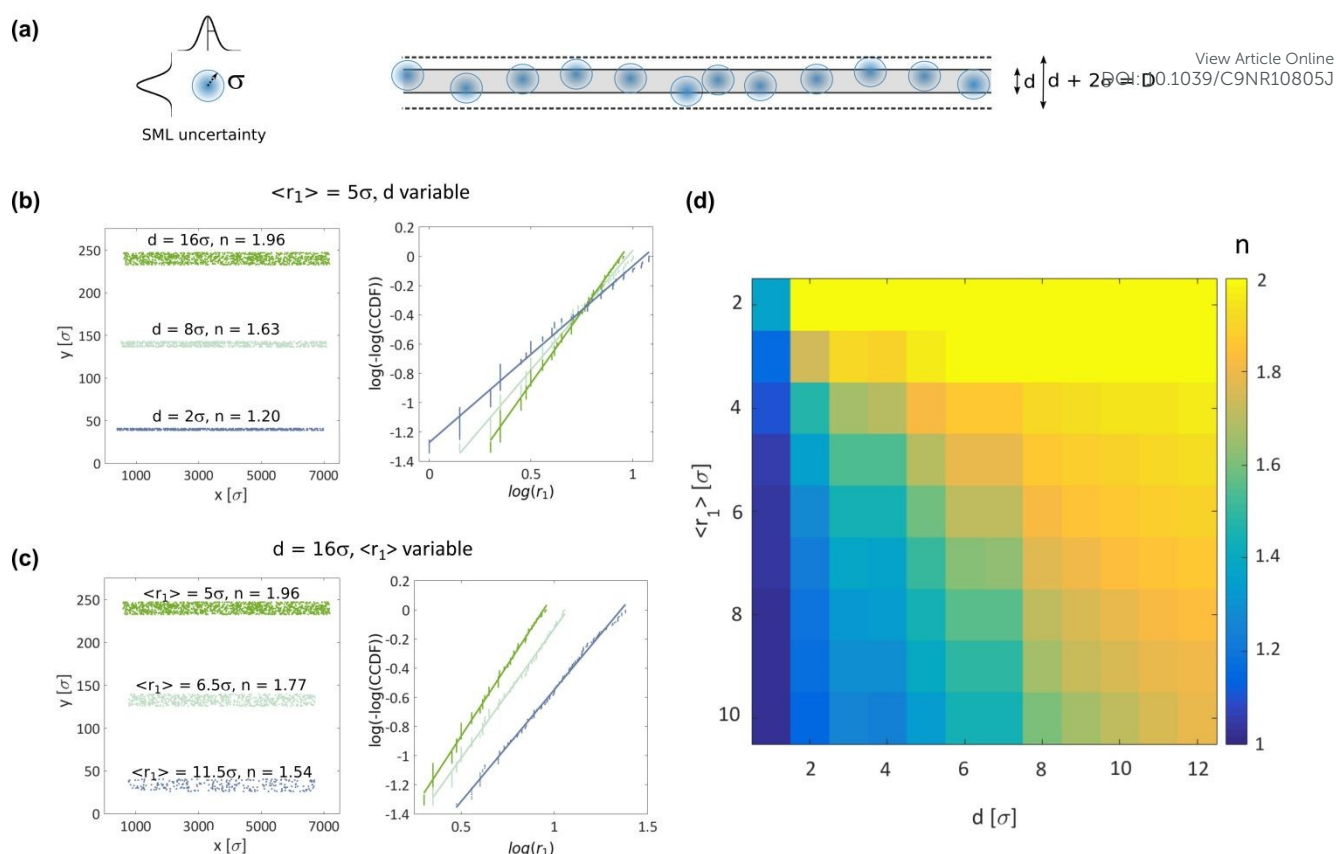 View Article Online
DOI: 10.1039/C9NR10805J
(a)
σ
SML uncertainty
d
d + 2σ = D
(b)
<r1> = 5σ, d variable
d = 16σ, n = 1.96
d = 8σ, n = 1.63
d = 2σ, n = 1.20
y [σ]
250
200
150
100
50
0
1000 3000 5000 7000
x [σ]
log(-log(CCDF))
0.2
0
-0.2
-0.4
-0.6
-0.8
-1
-1.2
-1.4
0 0.5 1
log(r1)
(c)
d = 16σ, <r1> variable
<r1> = 5σ, n = 1.96
<r1> = 6.5σ, n = 1.77
<r1> = 11.5σ, n = 1.54
y [σ]
250
200
150
100
50
0
1000 3000 5000 7000
x [σ]
log(-log(CCDF))
0.2
0
-0.2
-0.4
-0.6
-0.8
-1
-1.2
-1.4
0.5 1 1.5
log(r1)
(d)
n
<r1> [σ]
2
4
6
8
10
2 4 6 8 10 12
d [σ]
2
1.8
1.6
1.4
1.2
1